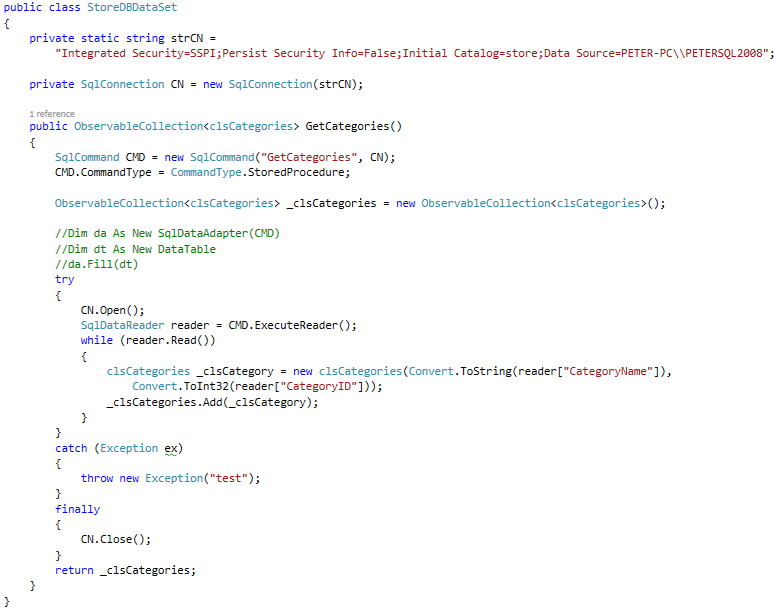 public class StoreDBDataSet
{
    private static string strCN =
        "Integrated Security=SSPI;Persist Security Info=False;Initial Catalog=store;Data Source=PETER-PC\\PETERSQL2008";
    private SqlConnection CN = new SqlConnection(strCN);
    1 reference
    public ObservableCollection<clsCategories> GetCategories()
    {
        SqlCommand CMD = new SqlCommand("GetCategories", CN);
        CMD.CommandType = CommandType.StoredProcedure;
        ObservableCollection<clsCategories> _clsCategories = new ObservableCollection<clsCategories>();
        //Dim da As New SqlDataAdapter(CMD)
        //Dim dt As New DataTable
        //da.Fill(dt)
        try
        {
            CN.Open();
            SqlDataReader reader = CMD.ExecuteReader();
            while (reader.Read())
            {
                clsCategories _clsCategory = new clsCategories(Convert.ToString(reader["CategoryName"]),
                    Convert.ToInt32(reader["CategoryID"]));
                _clsCategories.Add(_clsCategory);
            }
        }
        catch (Exception ex)
        {
            throw new Exception("test");
        }
        finally
        {
            CN.Close();
        }
        return _clsCategories;
    }
}